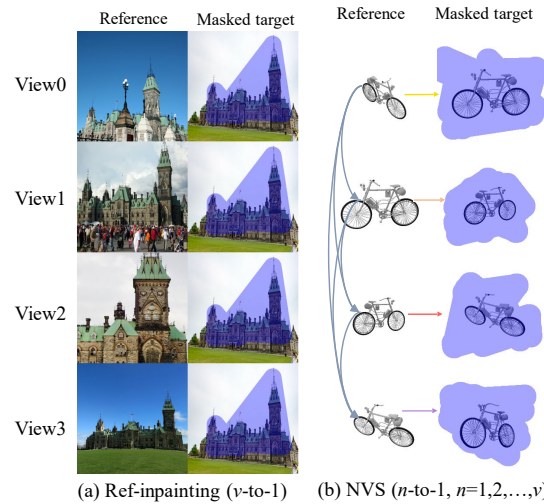 Reference Masked target Reference Masked target
View0
View1
View2
View3
(a) Ref-inpainting (v-to-1) (b) NVS (n-to-1, n=1,2,...,v)